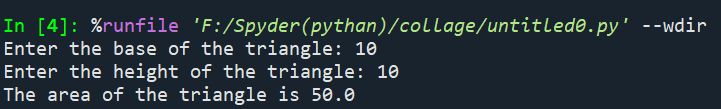 In [4]: %runfile 'F:/Spyder(pythan)/collage/untitled0.py' --wdir
Enter the base of the triangle: 10
Enter the height of the triangle: 10
The area of the triangle is 50.0